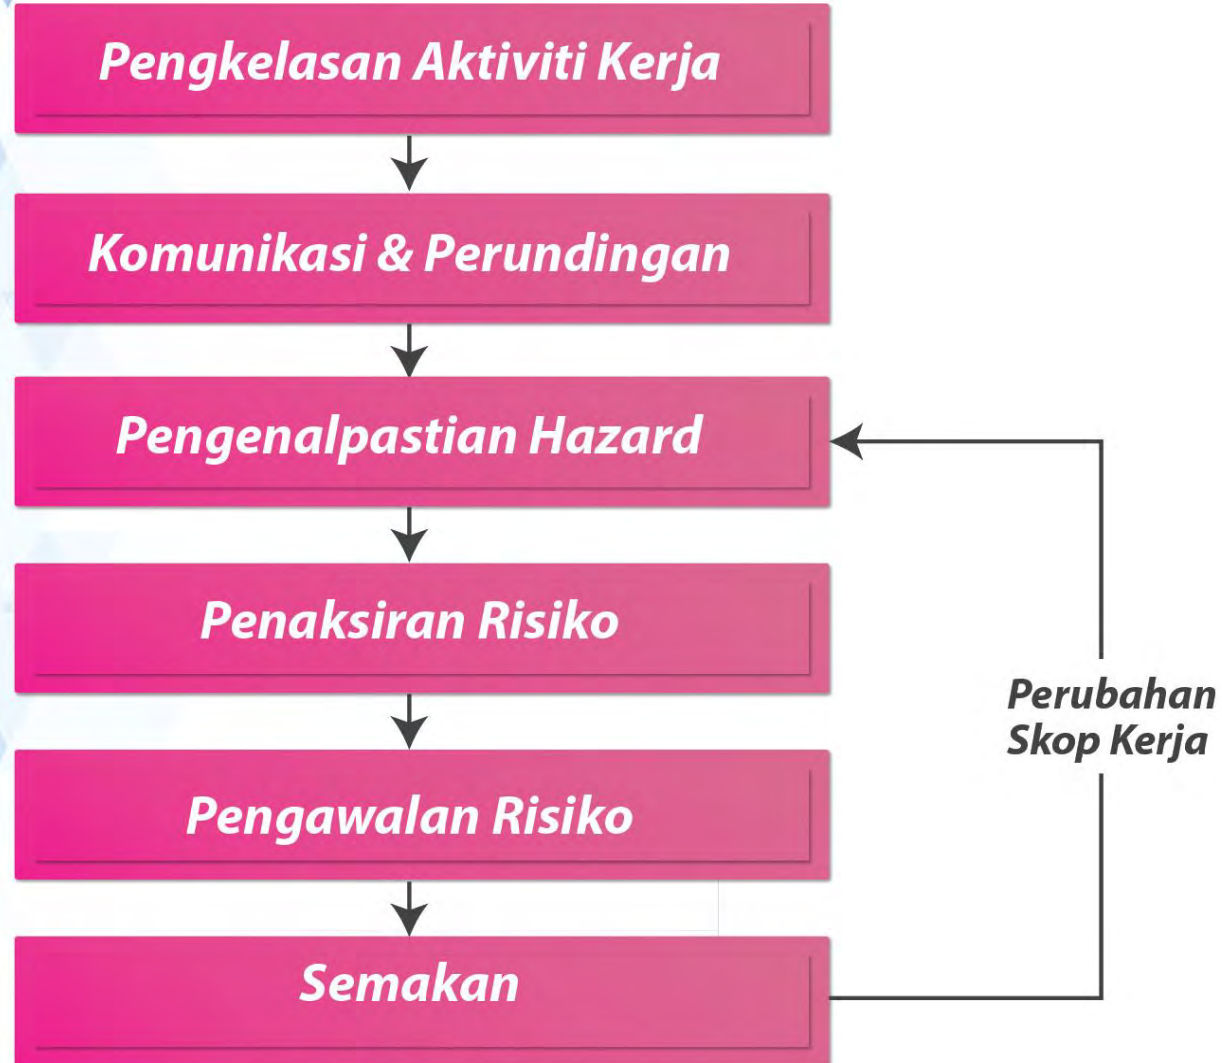 Pengkelasan Aktiviti Kerja
Komunikasi & Perundingan
Pengenalpastian Hazard
Penaksiran Risiko
Perubahan
Skop Kerja
Pengawalan Risiko
Semakan